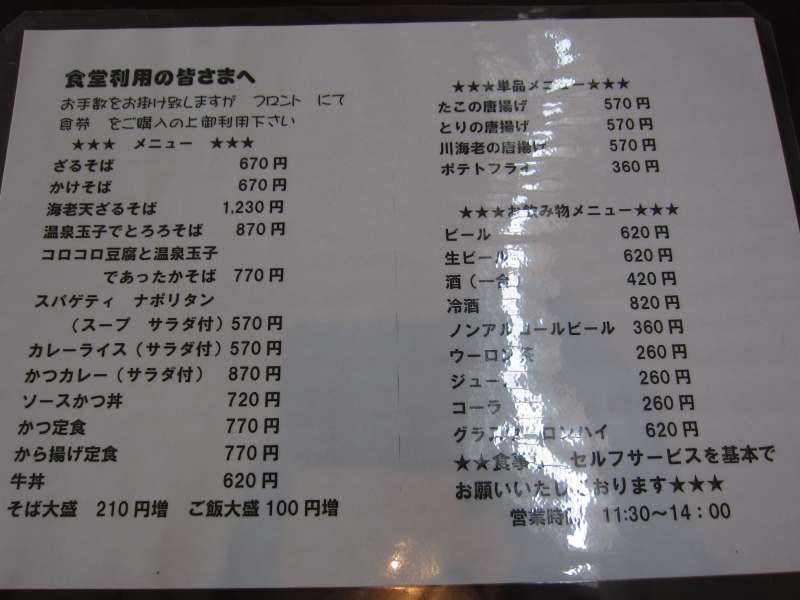 食堂利用の皆さまへ
お手数をお掛け致しますが フロント にて
食券 をご購入の上御利用下さい
★★★ メニュー ★★★
ざるそば 670円
かけそば 670円
海老天ざるそば 1,230円
温泉玉子でとろろそば 870円
コロコロ豆腐と温泉玉子
であったかそば 770円
スパゲティ ナポリタン
(スープ サラダ付) 570円
カレーライス(サラダ付) 570円
かつカレー(サラダ付) 870円
ソースかつ丼 720円
かつ定食 770円
から揚げ定食 770円
牛丼 620円
そば大盛 210円増 ご飯大盛100円増
★★★単品メニュー★★★
たこの唐揚げ 570円
とりの唐揚げ 570円
川海老の唐揚げ 570円
ポテトフライ 360円
★★★お飲み物メニュー★★★
ビール 620円
生ビール 620円
酒(一合) 420円
冷酒 820円
ノンアルコールビール 360円
ウーロン茶 260円
ジュース 260円
コーラ 260円
ハイ 620円
★★ セルフサービスを基本で
お願いいたしております★★★
営業時間 11:30~14:00